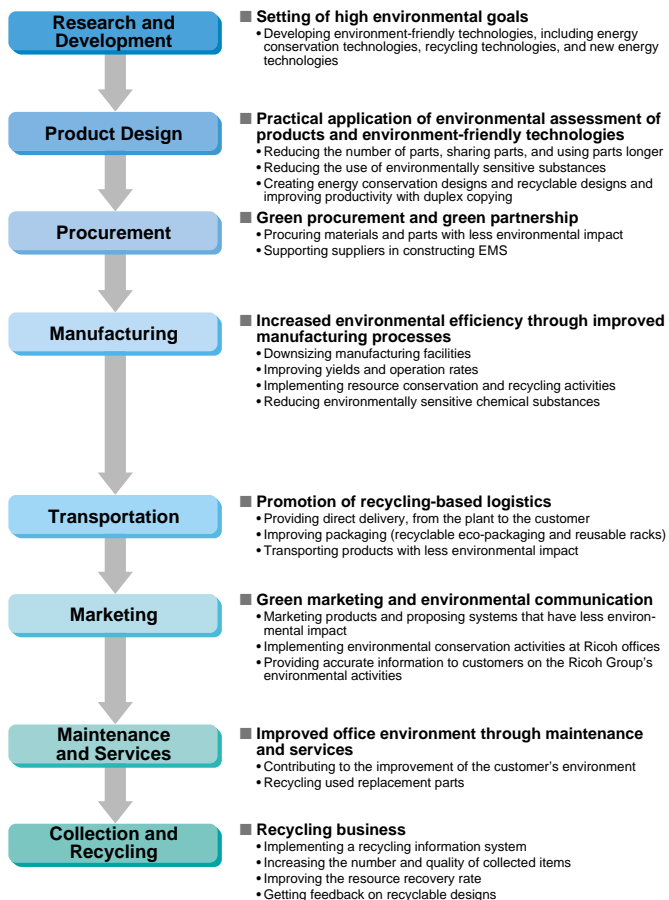 Research and
Development
■ Setting of high environmental goals
• Developing environment-friendly technologies, including energy
conservation technologies, recycling technologies, and new energy
technologies
Product Design
■ Practical application of environmental assessment of
products and environment-friendly technologies
• Reducing the number of parts, sharing parts, and using parts longer
• Reducing the use of environmentally sensitive substances
• Creating energy conservation designs and recyclable designs and
improving productivity with duplex copying
Procurement
■ Green procurement and green partnership
• Procuring materials and parts with less environmental impact
• Supporting suppliers in constructing EMS
Manufacturing
■ Increased environmental efficiency through improved
manufacturing processes
• Downsizing manufacturing facilities
• Improving yields and operation rates
• Implementing resource conservation and recycling activities
• Reducing environmentally sensitive chemical substances
Transportation
■ Promotion of recycling-based logistics
• Providing direct delivery, from the plant to the customer
• Improving packaging (recyclable eco-packaging and reusable racks)
• Transporting products with less environmental impact
Marketing
■ Green marketing and environmental communication
• Marketing products and proposing systems that have less environ-
mental impact
• Implementing environmental conservation activities at Ricoh offices
• Providing accurate information to customers on the Ricoh Group's
environmental activities
Maintenance
and Services
■ Improved office environment through maintenance
and services
• Contributing to the improvement of the customer's environment
• Recycling used replacement parts
Collection and
Recycling
■ Recycling business
• Implementing a recycling information system
• Increasing the number and quality of collected items
• Improving the resource recovery rate
• Getting feedback on recyclable designs